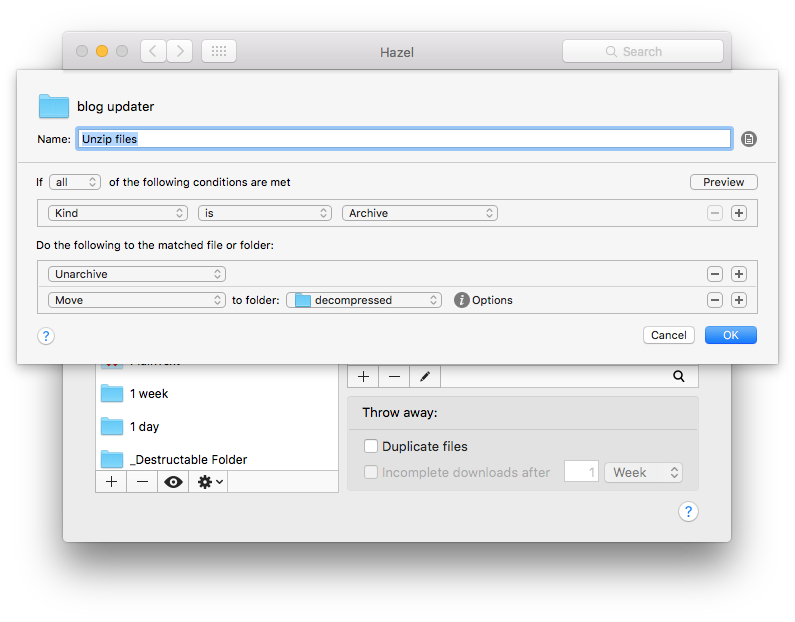 Hazel
Search
blog updater
Name: Unzip files
If all of the following conditions are met
Preview
Kind is Archive
Do the following to the matched file or folder:
Unarchive
Move to folder: decompressed i Options
? Cancel OK
1 week
1 day
_Destructable Folder
Throw away:
Duplicate files
Incomplete downloads after 1 Week
?